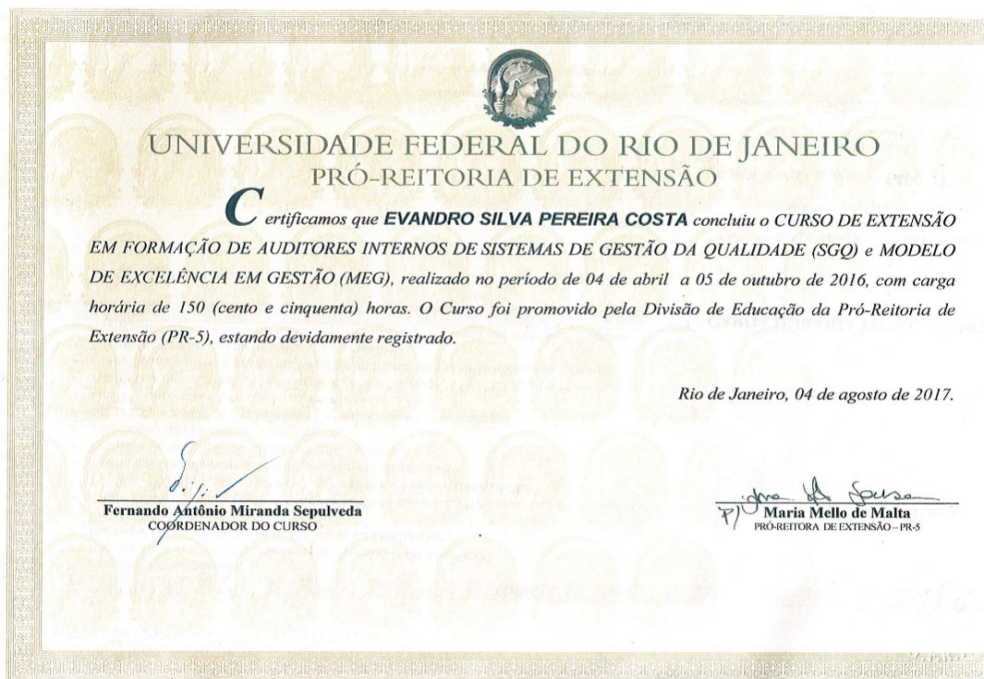 UNIVERSIDADE FEDERAL DO RIO DE JANEIRO
PRÓ-REITORIA DE EXTENSÃO
Certificamos que EVANDRO SILVA PEREIRA COSTA concluiu o CURSO DE EXTENSÃO
EM FORMAÇÃO DE AUDITORES INTERNOS DE SISTEMAS DE GESTÃO DA QUALIDADE (SGQ) e MODELO
DE EXCELÊNCIA EM GESTÃO (MEG), realizado no período de 04 de abril a 05 de outubro de 2016, com carga
horária de 150 (cento e cinquenta) horas. O Curso foi promovido pela Divisão de Educação da Pró-Reitoria de
Extensão (PR-5), estando devidamente registrado.
Rio de Janeiro, 04 de agosto de 2017.
Fernando Antônio Miranda Sepulveda
COORDENADOR DO CURSO
P/
Maria Mello de Malta
PRÓ-REITORA DE EXTENSÃO – PR-5